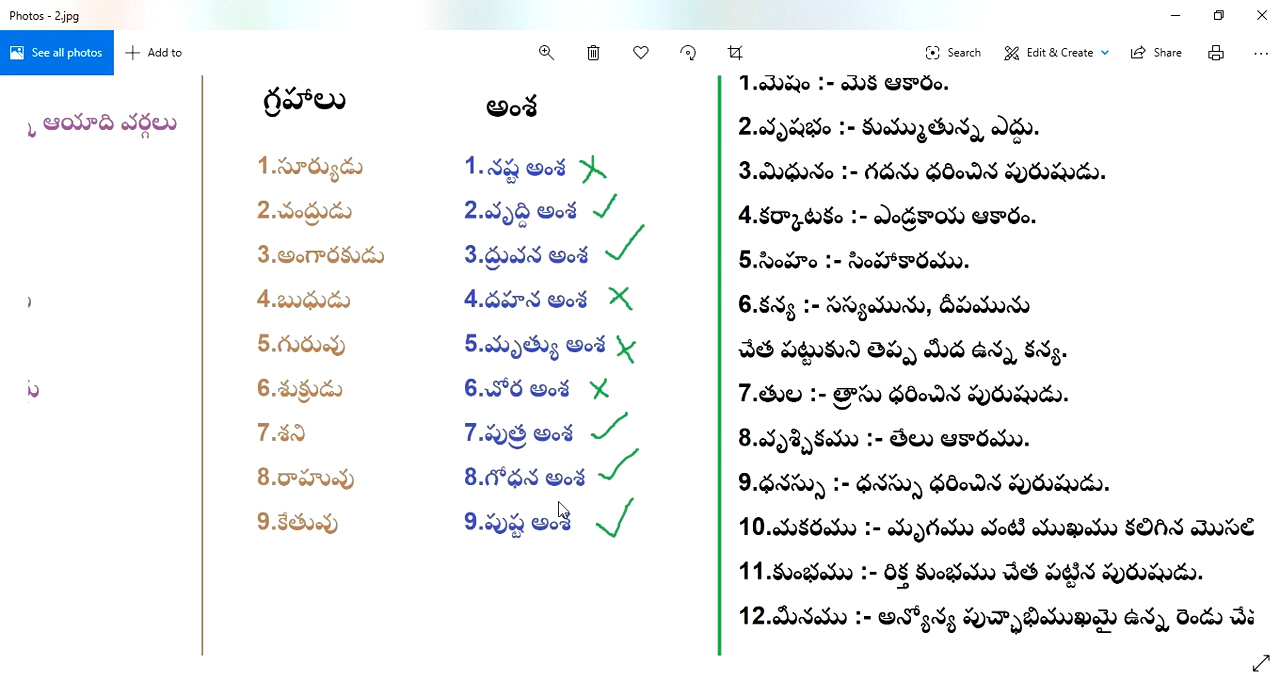 Photos - 2.jpg
See all photos
Add to
Search
Edit & Create
Share
ఆయాది వర్గలు
గ్రహాలు
1.సూర్యుడు
2.చంద్రుడు
3.అంగారకుడు
4.బుధుడు
5.గురువు
6.శుక్రుడు
7.శని
8.రాహువు
9.కేతువు
అంశ
1.నష్ట అంశ
2.వృద్ది అంశ
3.ద్రువన అంశ
4.దహన అంశ
5.మృత్యు అంశ
6.చోర అంశ
7.పుత్ర అంశ
8.గోధన అంశ
9.పుష్ట అంశ
1.మేషం :- మేక ఆకారం.
2.వృషభం :- కుమ్ముతున్న ఎద్దు.
3.మిధునం :- గదను ధరించిన పురుషుడు.
4.కర్కాటకం :- ఎండ్రకాయ ఆకారం.
5.సింహం :- సింహాకారము.
6.కన్య :- సస్యమును, దీపమును
చేత పట్టుకుని తెప్ప మీద ఉన్న కన్య.
7.తుల :- త్రాసు ధరించిన పురుషుడు.
8.వృశ్చికము :- తేలు ఆకారము.
9.ధనస్సు :- ధనస్సు ధరించిన పురుషుడు.
10.మకరము :- మృగము వంటి ముఖము కలిగిన
11.కుంభము :- రిక్త కుంభము చేత పట్టిన పురుషుడు.
12.మీనము :- అన్యోన్య పుచ్ఛాభిముఖమై ఉన్న రెండు